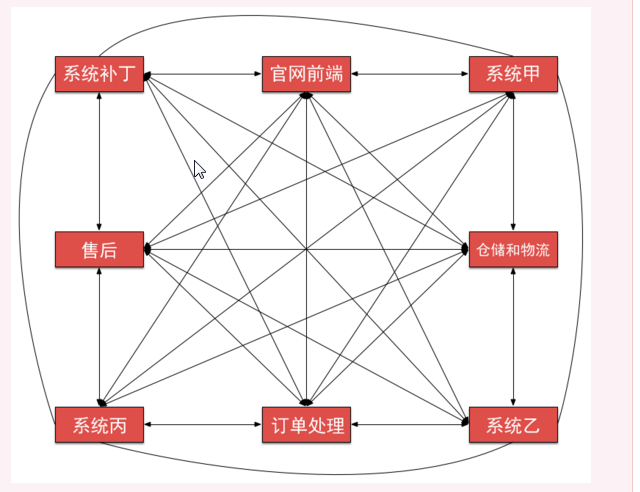 系统补丁
官网前端
系统甲
售后
仓储和物流
系统丙
订单处理
系统乙